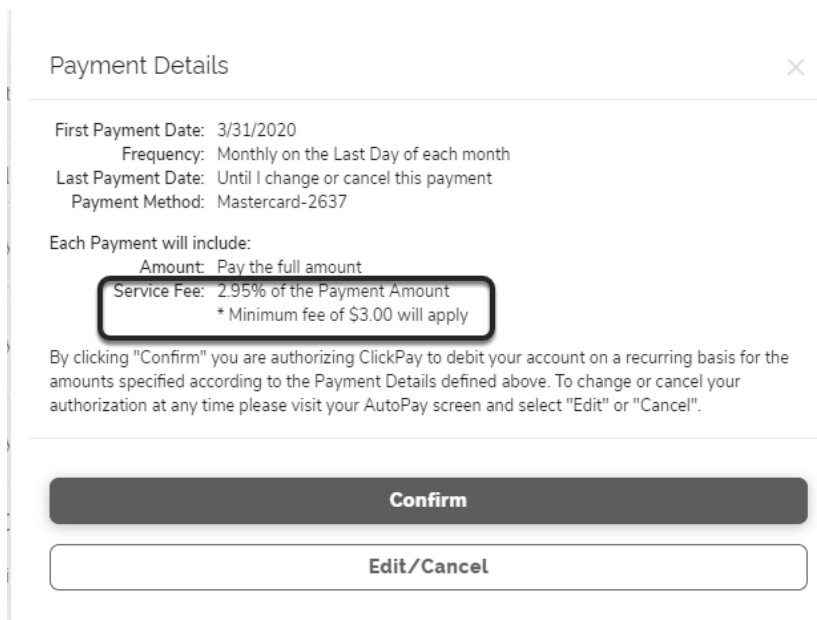 Payment Details
First Payment Date: 3/31/2020
Frequency: Monthly on the Last Day of each month
Last Payment Date: Until I change or cancel this payment
Payment Method: Mastercard-2637
Each Payment will include:
Amount: Pay the full amount
Service Fee: 2.95% of the Payment Amount
* Minimum fee of $3.00 will apply
By clicking "Confirm" you are authorizing ClickPay to debit your account on a recurring basis for the
amounts specified according to the Payment Details defined above. To change or cancel your
authorization at any time please visit your AutoPay screen and select "Edit" or "Cancel".
Confirm
Edit/Cancel